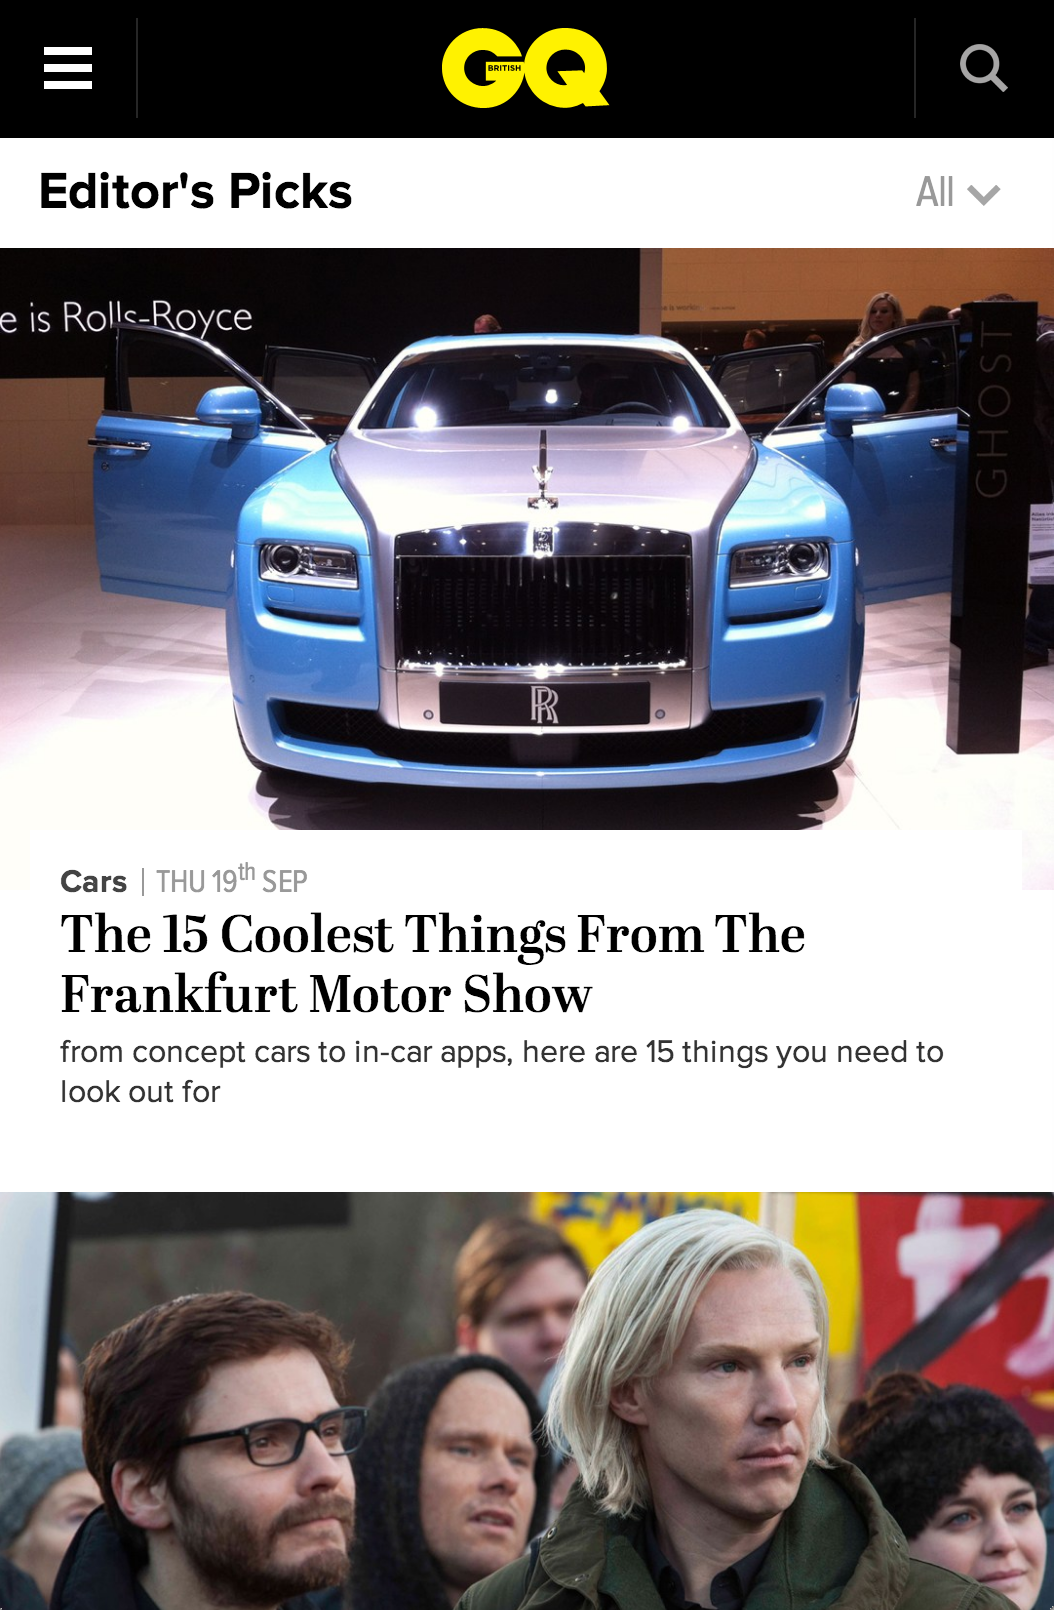 GQ
BRITISH
Editor's Picks
All
e is Rolls-Royce
GHOST
RR
Cars | THU 19th SEP
The 15 Coolest Things From The
Frankfurt Motor Show
from concept cars to in-car apps, here are 15 things you need to
look out for